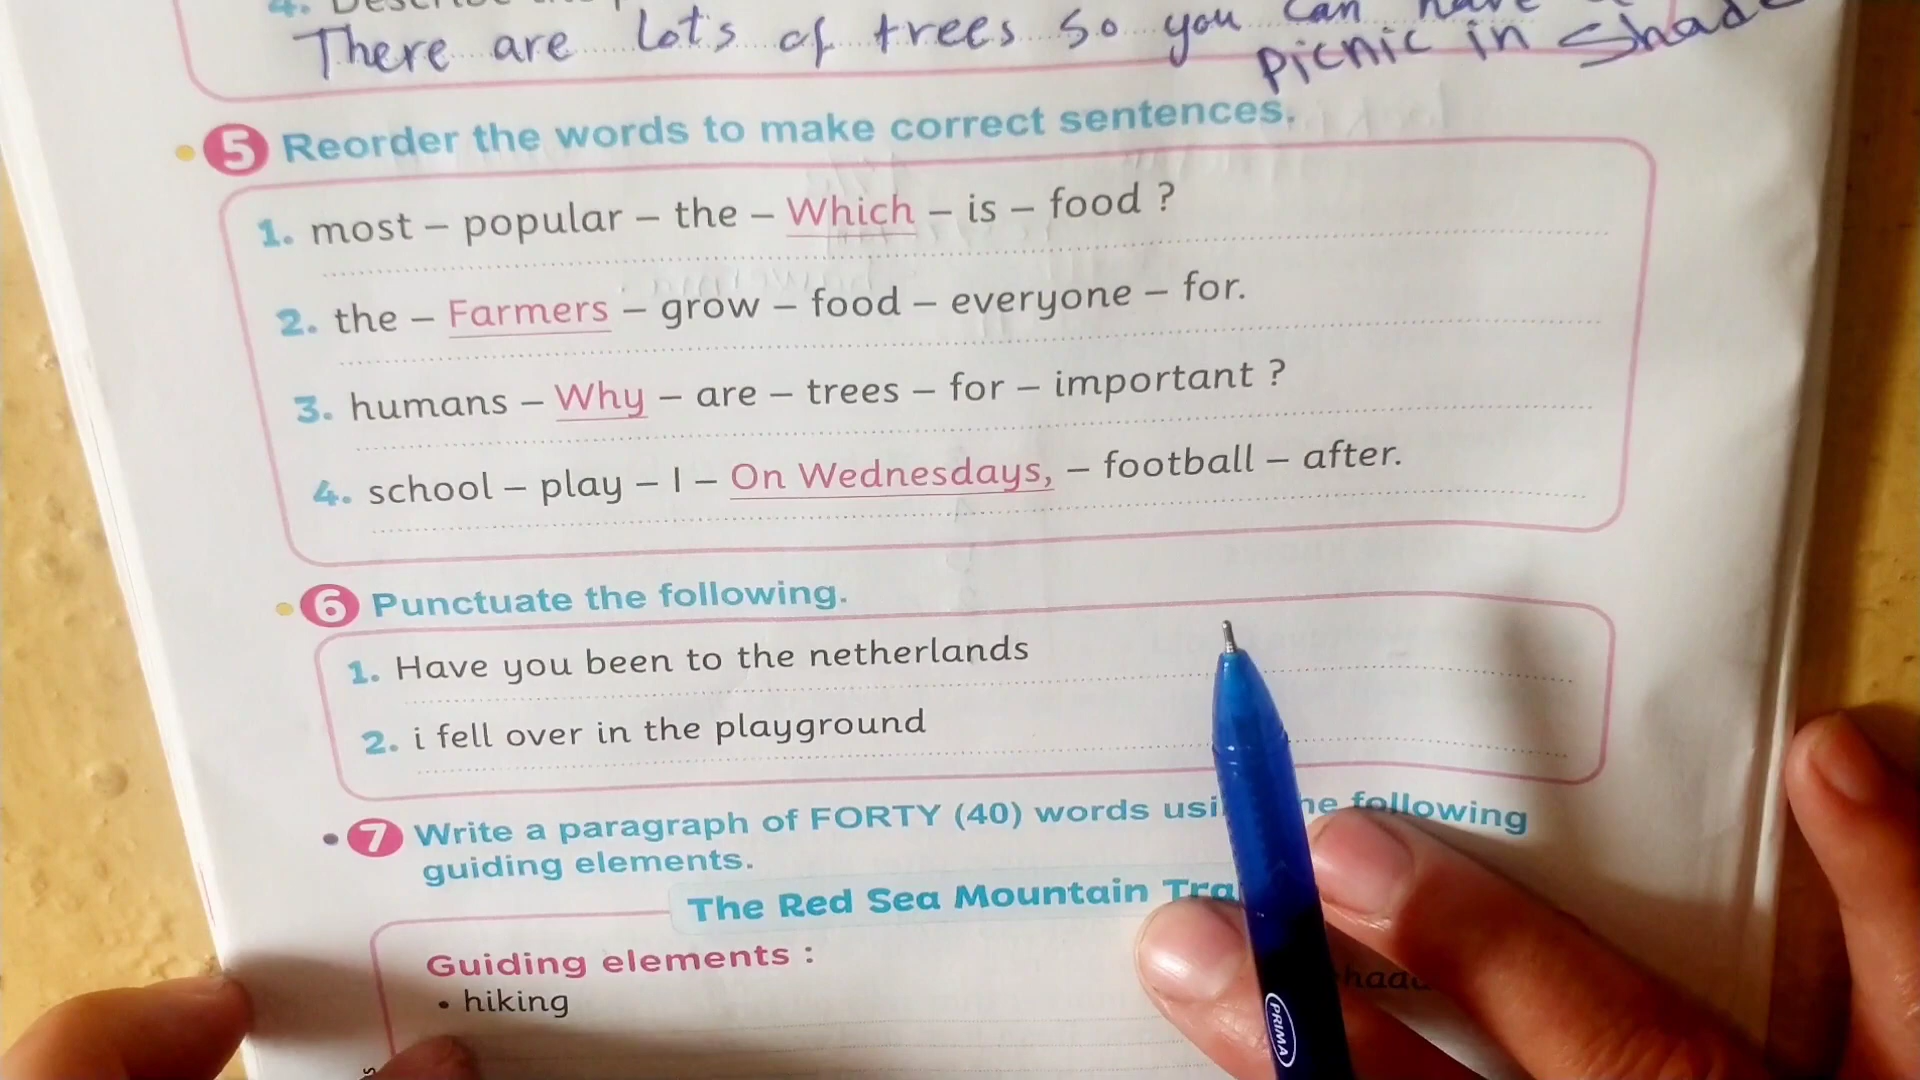 There are lots of trees so you can have
picnic in shade
5 Reorder the words to make correct sentences.
1. most – popular – the – Which – is – food ?
2. the – Farmers – grow – food – everyone – for.
3. humans – Why – are – trees – for – important ?
4. school – play – I – On Wednesdays, – football – after.
6 Punctuate the following.
1. Have you been to the netherlands
2. i fell over in the playground
7 Write a paragraph of FORTY (40) words following
guiding elements.
The Red Sea Mountain
Guiding elements :
• hiking
PRIMA